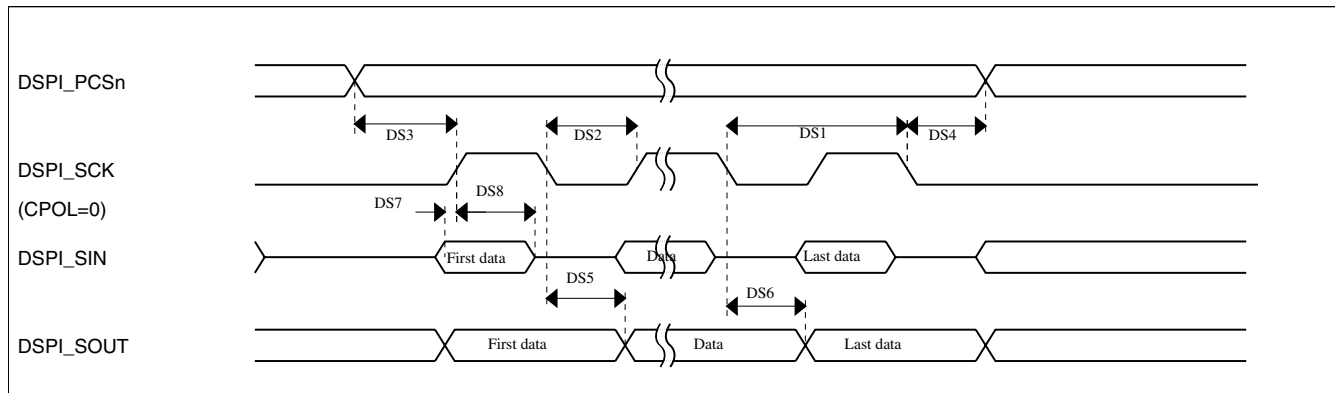 DSPI_PCSn
DS3
DS2
DS1
DS4
DSPI_SCK
(CPOL=0)
DS7
DS8
DSPI_SIN
First data
Data
Last data
DS5
DS6
DSPI_SOUT
First data
Data
Last data